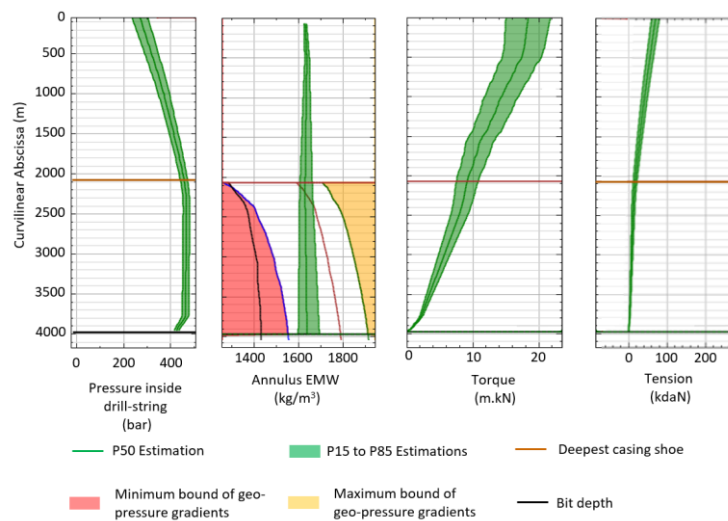 0
500
1000
1500
2000
2500
3000
3500
4000
Curvilinear Abscissa (m)
0 200 400
Pressure inside
drill-string
(bar)
1400 1600 1800
Annulus EMW
(kg/m³)
0 10 20
Torque
(m.kN)
0 100 200
Tension
(kdaN)
P50 Estimation
P15 to P85 Estimations
Deepest casing shoe
Minimum bound of geo-
pressure gradients
Maximum bound of
geo-pressure gradients
Bit depth